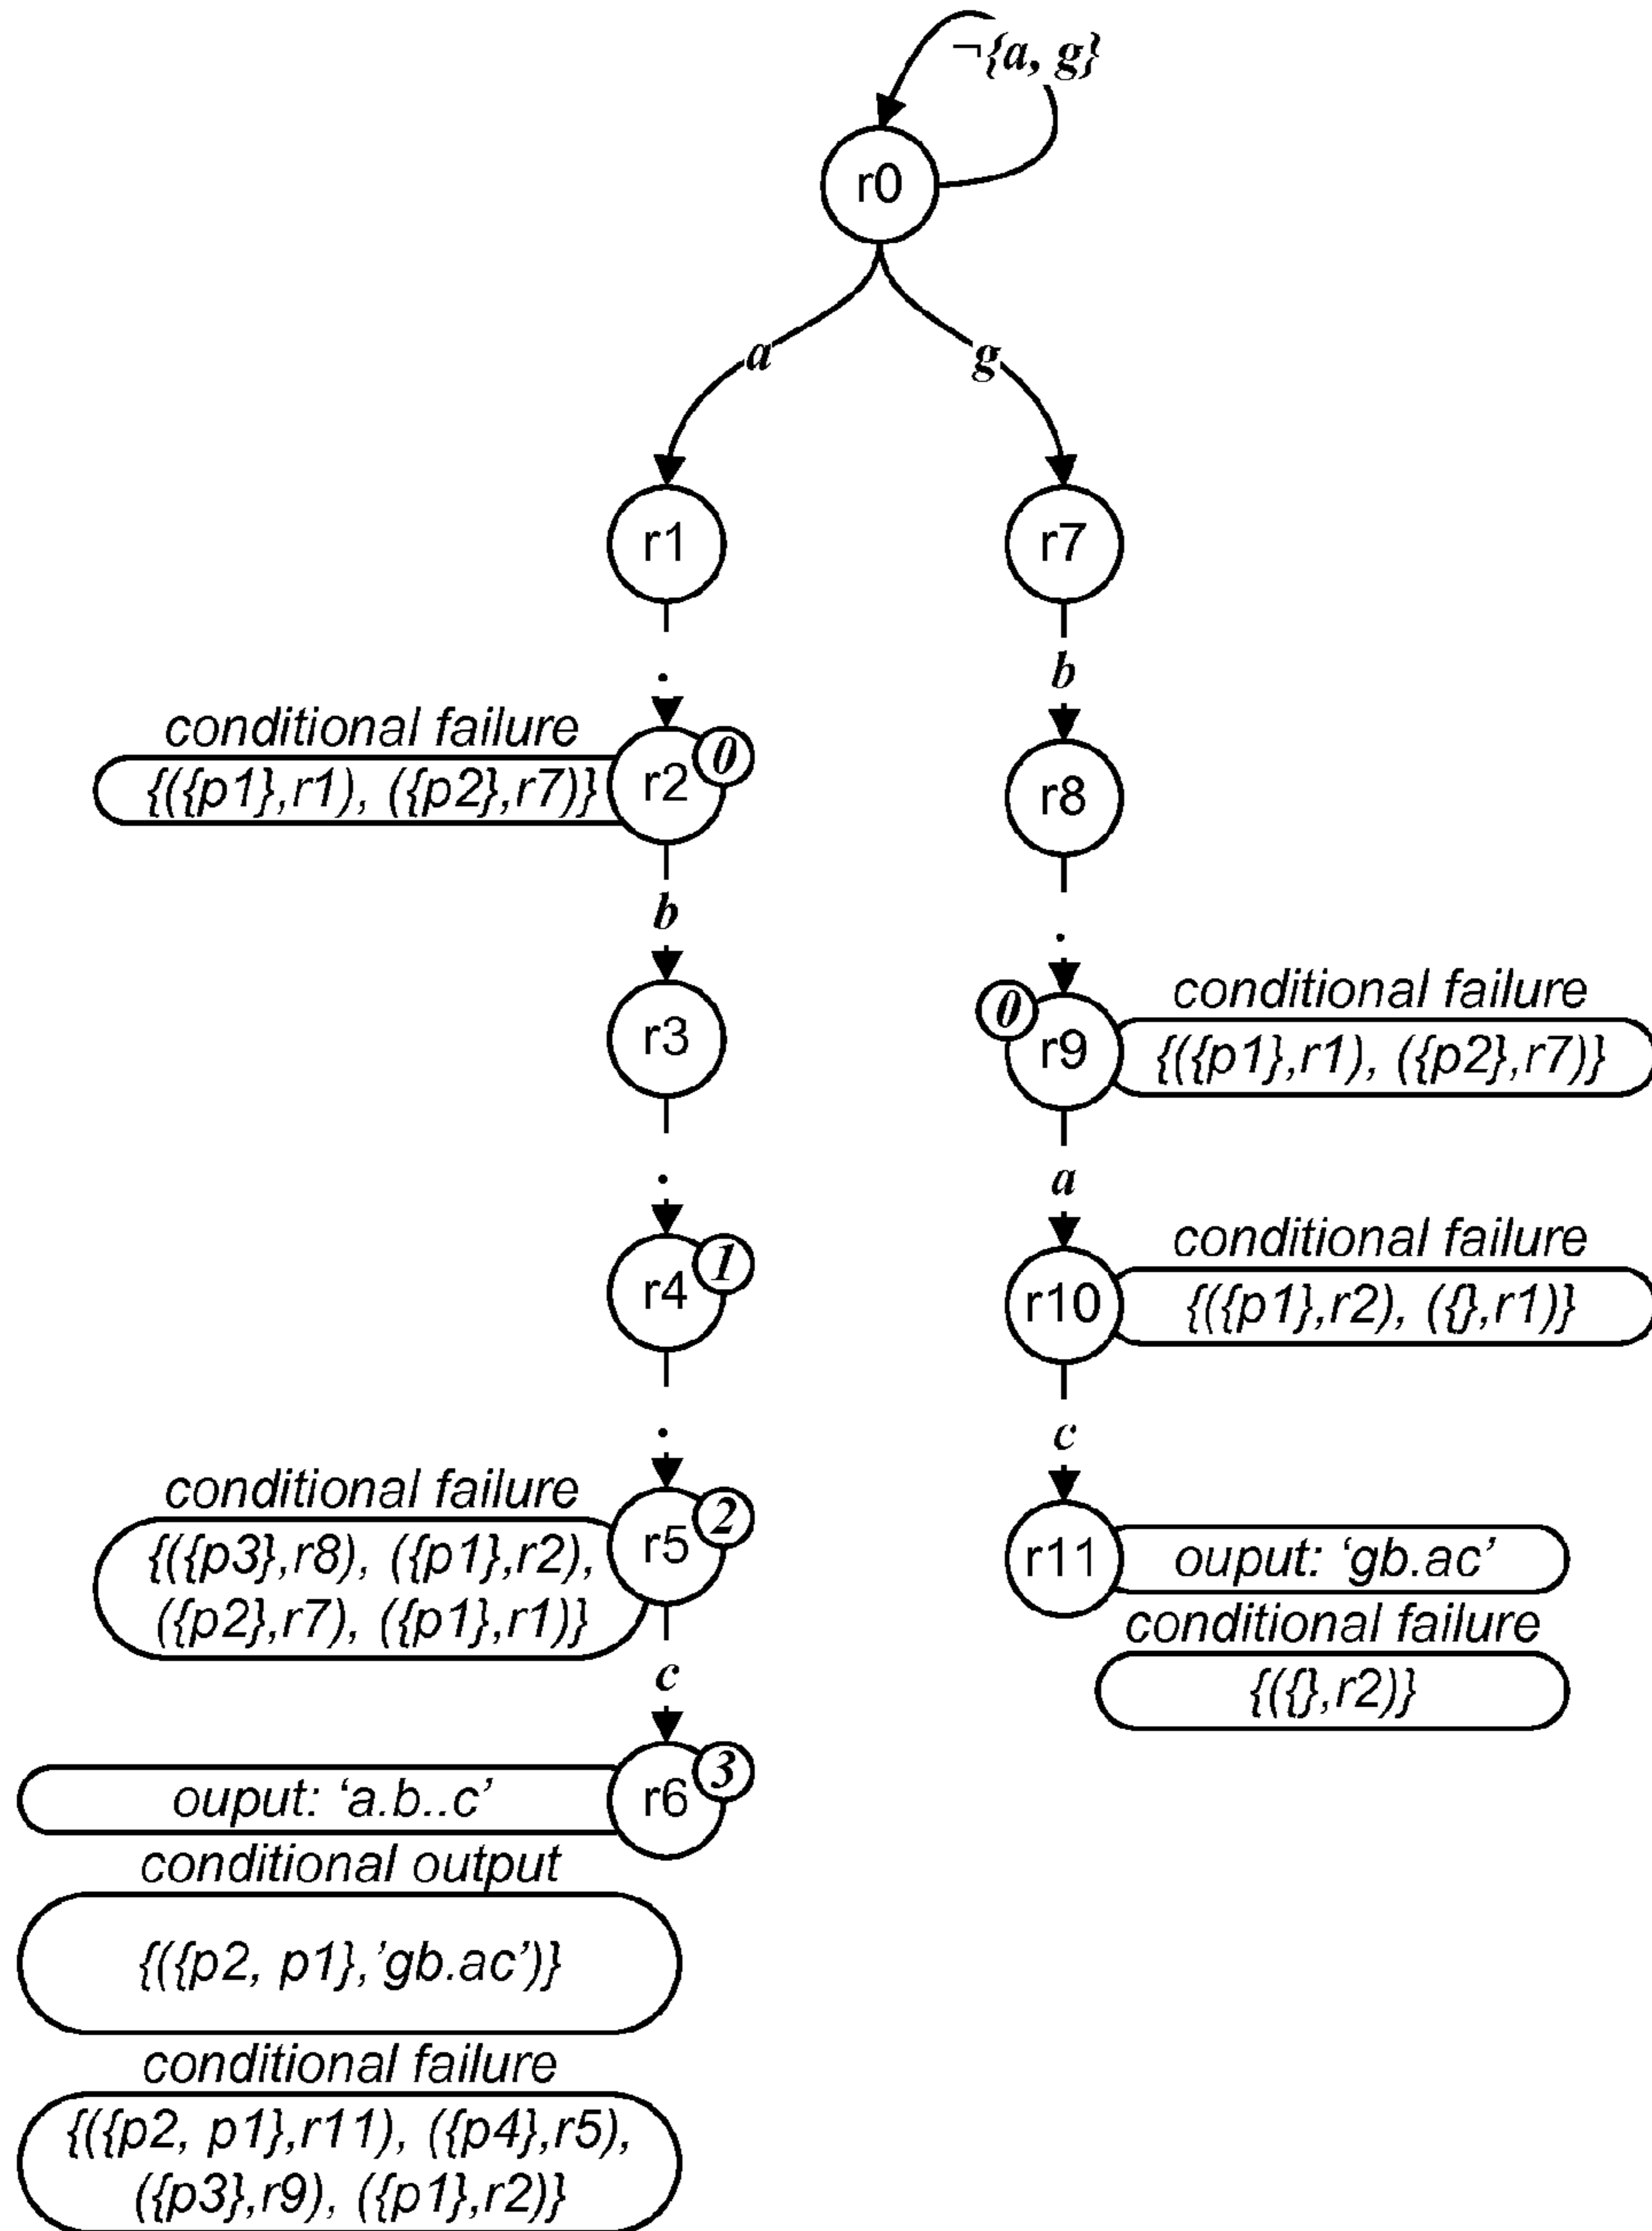 ¬{a, g}
r0
a
g
r1
r7
.
b
conditional failure
{({p1},r1), ({p2},r7)}
r2
0
r8
b
.
r3
0
r9
conditional failure
{({p1},r1), ({p2},r7)}
.
a
r4
1
r10
conditional failure
{({p1},r2), ({},r1)}
.
c
conditional failure
{({p3},r8), ({p1},r2),
({p2},r7), ({p1},r1)}
r5
2
r11
ouput: ‘gb.ac’
conditional failure
{({},r2)}
c
ouput: ‘a.b..c’
r6
3
conditional output
{({p2, p1},’gb.ac’)}
conditional failure
{({p2, p1},r11), ({p4},r5),
({p3},r9), ({p1},r2)}